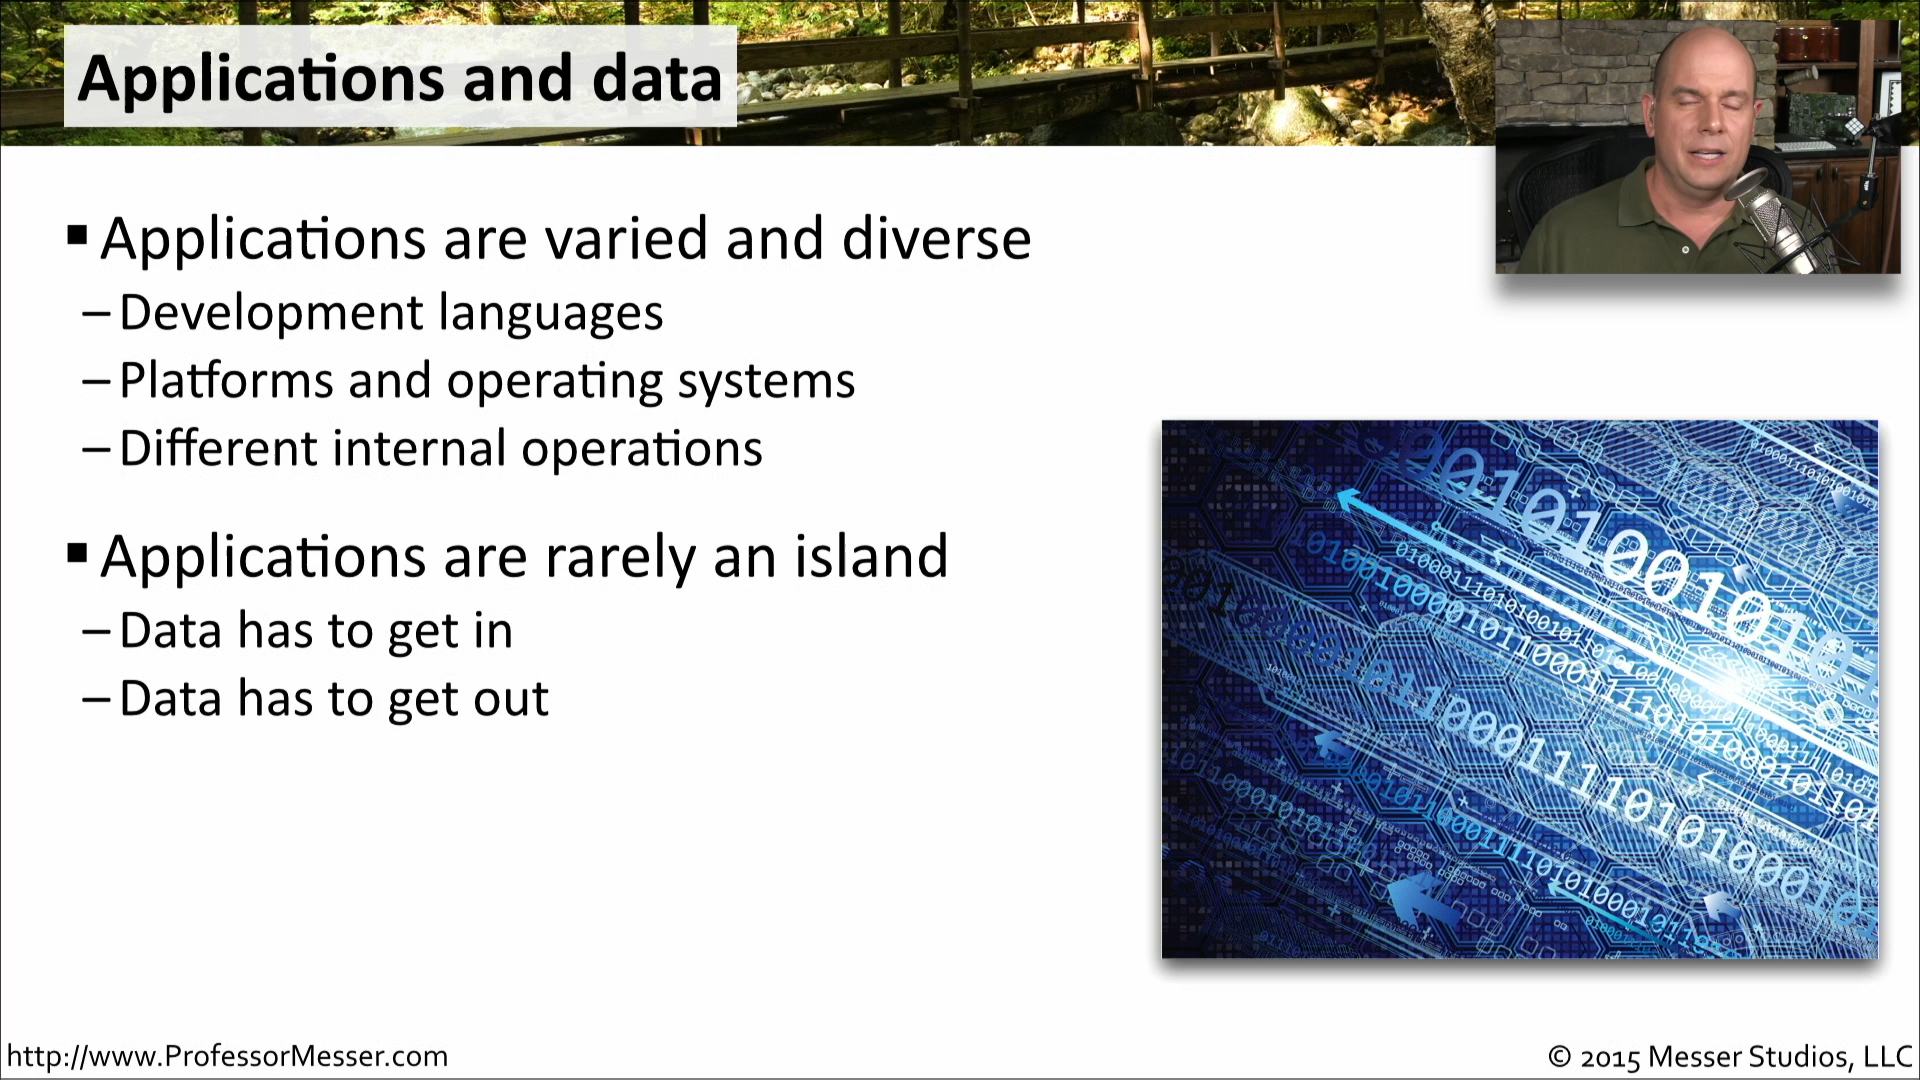 Applications and data
▪ Applications are varied and diverse
– Development languages
– Platforms and operating systems
– Different internal operations
▪ Applications are rarely an island
– Data has to get in
– Data has to get out
http://www.ProfessorMesser.com
© 2015 Messer Studios, LLC